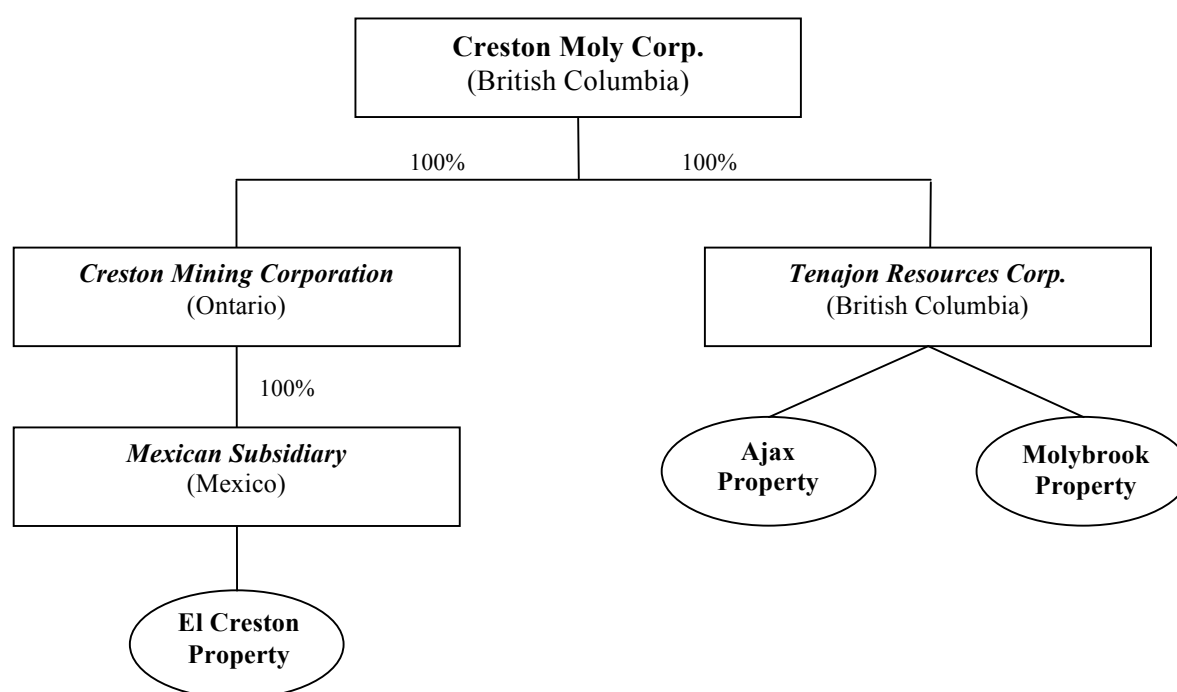 Creston Moly Corp.
(British Columbia)
100%
100%
Creston Mining Corporation
(Ontario)
Tenajon Resources Corp.
(British Columbia)
100%
Mexican Subsidiary
(Mexico)
Ajax
Property
Molybrook
Property
El Creston
Property